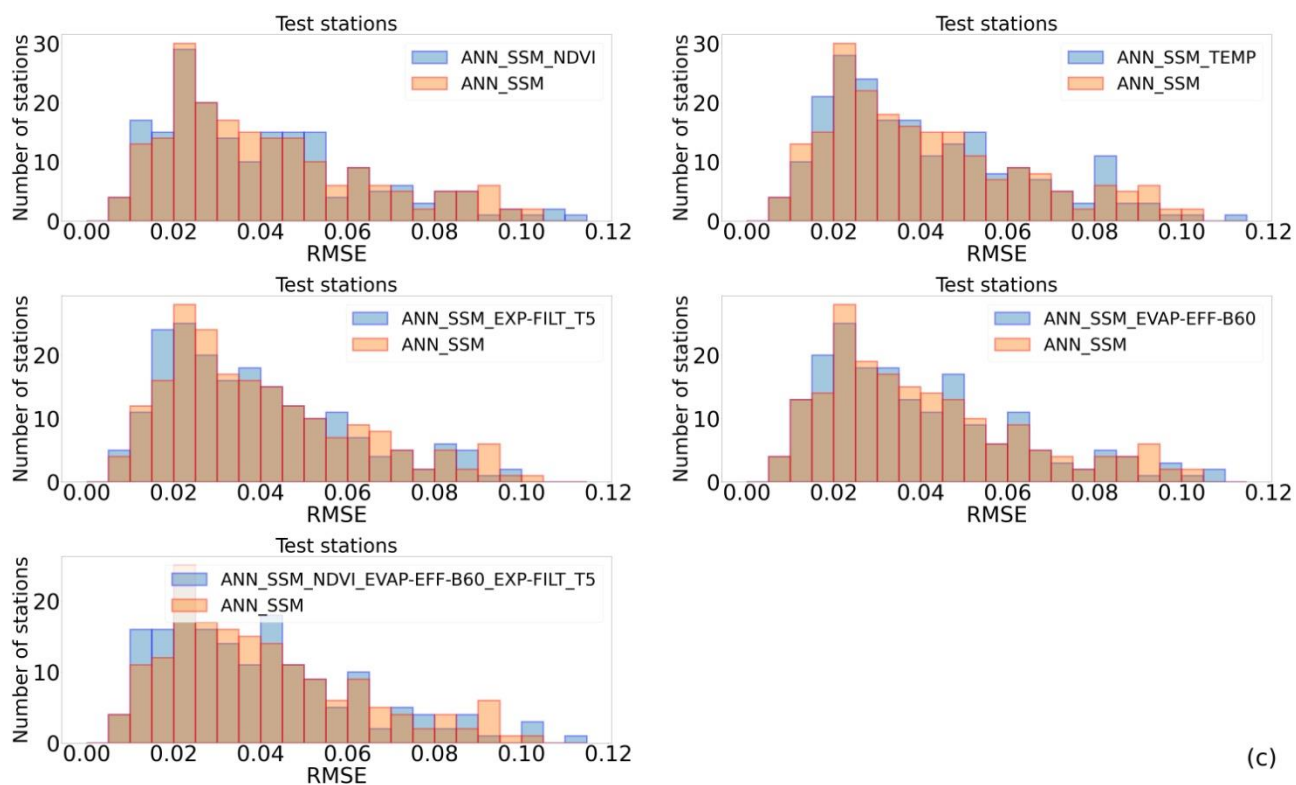 Test stations
Number of stations
30
20
10
0
ANN_SSM_NDVI
ANN_SSM
0.00 0.02 0.04 0.06 0.08 0.10 0.12
RMSE
Test stations
Number of stations
30
20
10
0
ANN_SSM_TEMP
ANN_SSM
0.00 0.02 0.04 0.06 0.08 0.10 0.12
RMSE
Test stations
Number of stations
20
10
0
ANN_SSM_EXP-FILT_T5
ANN_SSM
0.00 0.02 0.04 0.06 0.08 0.10 0.12
RMSE
Test stations
Number of stations
20
10
0
ANN_SSM_EVAP-EFF-B60
ANN_SSM
0.00 0.02 0.04 0.06 0.08 0.10 0.12
RMSE
Test stations
Number of stations
20
10
0
ANN_SSM_NDVI_EVAP-EFF-B60_EXP-FILT_T5
ANN_SSM
0.00 0.02 0.04 0.06 0.08 0.10 0.12
RMSE
(c)